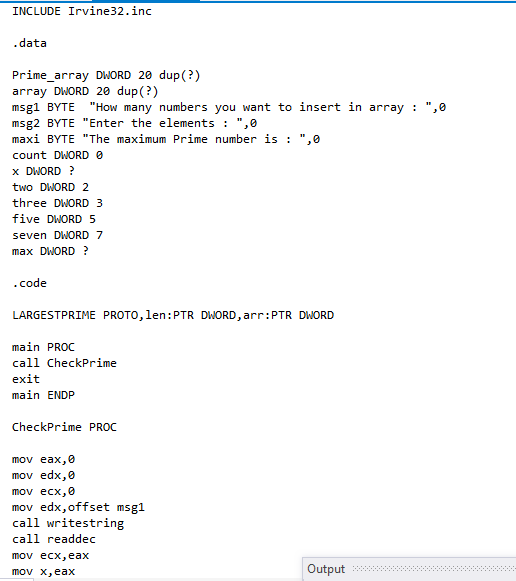 INCLUDE Irvine32.inc
.data
Prime_array DWORD 20 dup(?)
array DWORD 20 dup(?)
msg1 BYTE  "How many numbers you want to insert in array : ",0
msg2 BYTE "Enter the elements : ",0
maxi BYTE "The maximum Prime number is : ",0
count DWORD 0
x DWORD ?
two DWORD 2
three DWORD 3
five DWORD 5
seven DWORD 7
max DWORD ?
.code
LARGESTPRIME PROTO,len:PTR DWORD,arr:PTR DWORD
main PROC
call CheckPrime
exit
main ENDP
CheckPrime PROC
mov eax,0
mov edx,0
mov ecx,0
mov edx,offset msg1
call writestring
call readdec
mov ecx,eax
mov x,eax
Output